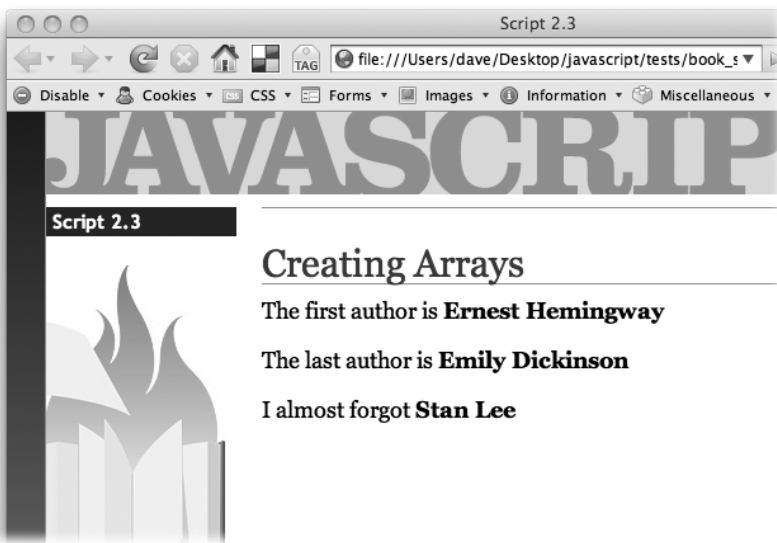 Script 2.3
TAG
file:///Users/dave/Desktop/javascript/tests/book_s
Disable Cookies CSS CSS Forms Images Information Miscellaneous
JAVASCRIP
Script 2.3
Creating Arrays
The first author is Ernest Hemingway
The last author is Emily Dickinson
I almost forgot Stan Lee